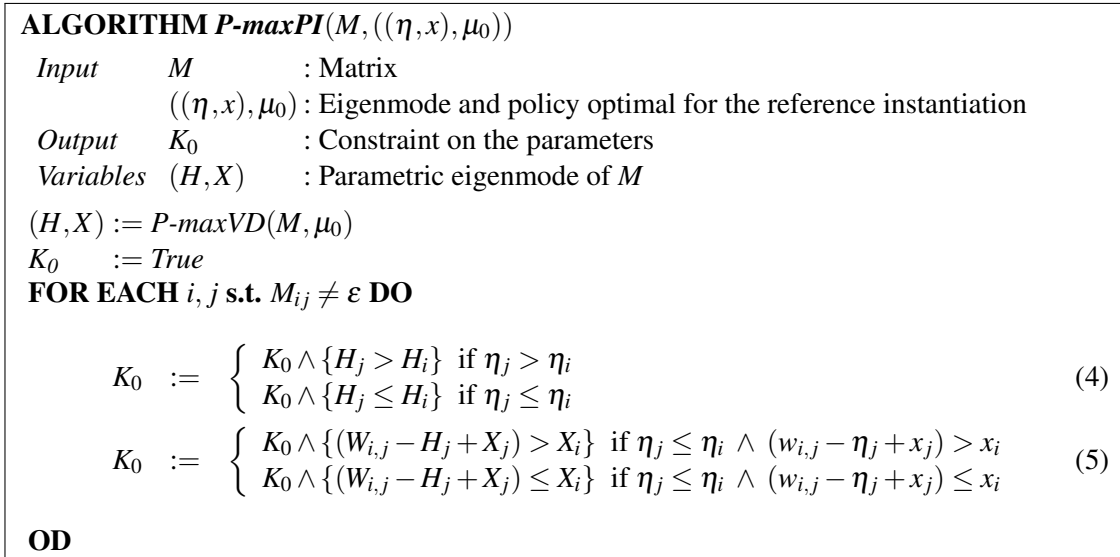 ALGORITHM P-maxPI(M, ((η, x), μ₀))
Input M : Matrix
((η, x), μ₀) : Eigenmode and policy optimal for the reference instantiation
Output K₀ : Constraint on the parameters
Variables (H, X) : Parametric eigenmode of M
(H, X) := P-maxVD(M, μ₀)
K₀ := True
FOR EACH i, j s.t. Mᵢⱼ ≠ ε DO
K₀ := { K₀ ∧ {Hⱼ > Hᵢ} if ηⱼ > ηᵢ
K₀ ∧ {Hⱼ ≤ Hᵢ} if ηⱼ ≤ ηᵢ (4)
K₀ := { K₀ ∧ {(Wᵢ,ⱼ − Hⱼ + Xⱼ) > Xᵢ} if ηⱼ ≤ ηᵢ ∧ (wᵢ,ⱼ − ηⱼ + xⱼ) > xᵢ
K₀ ∧ {(Wᵢ,ⱼ − Hⱼ + Xⱼ) ≤ Xᵢ} if ηⱼ ≤ ηᵢ ∧ (wᵢ,ⱼ − ηⱼ + xⱼ) ≤ xᵢ (5)
OD